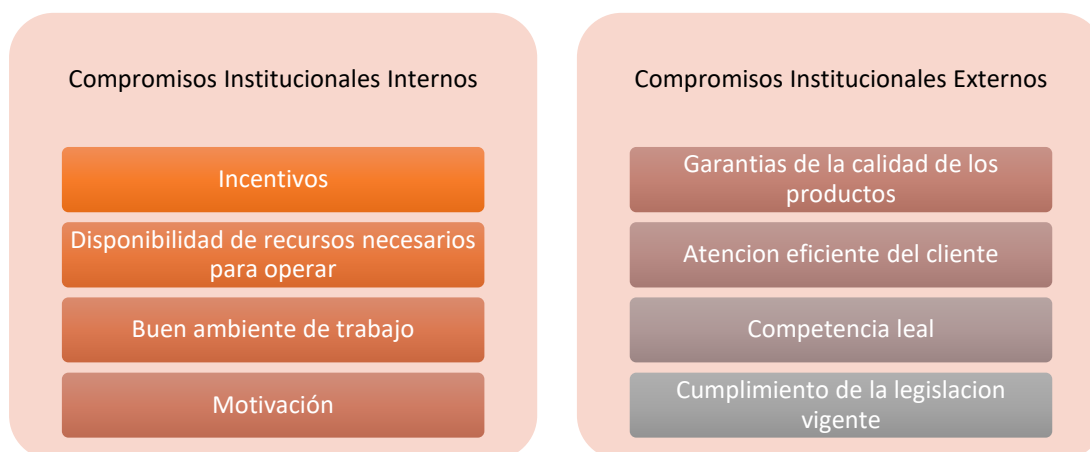 Compromisos Institucionales Internos
Incentivos
Disponibilidad de recursos necesarios
para operar
Buen ambiente de trabajo
Motivación
Compromisos Institucionales Externos
Garantias de la calidad de los
productos
Atencion eficiente del cliente
Competencia leal
Cumplimiento de la legislacion
vigente